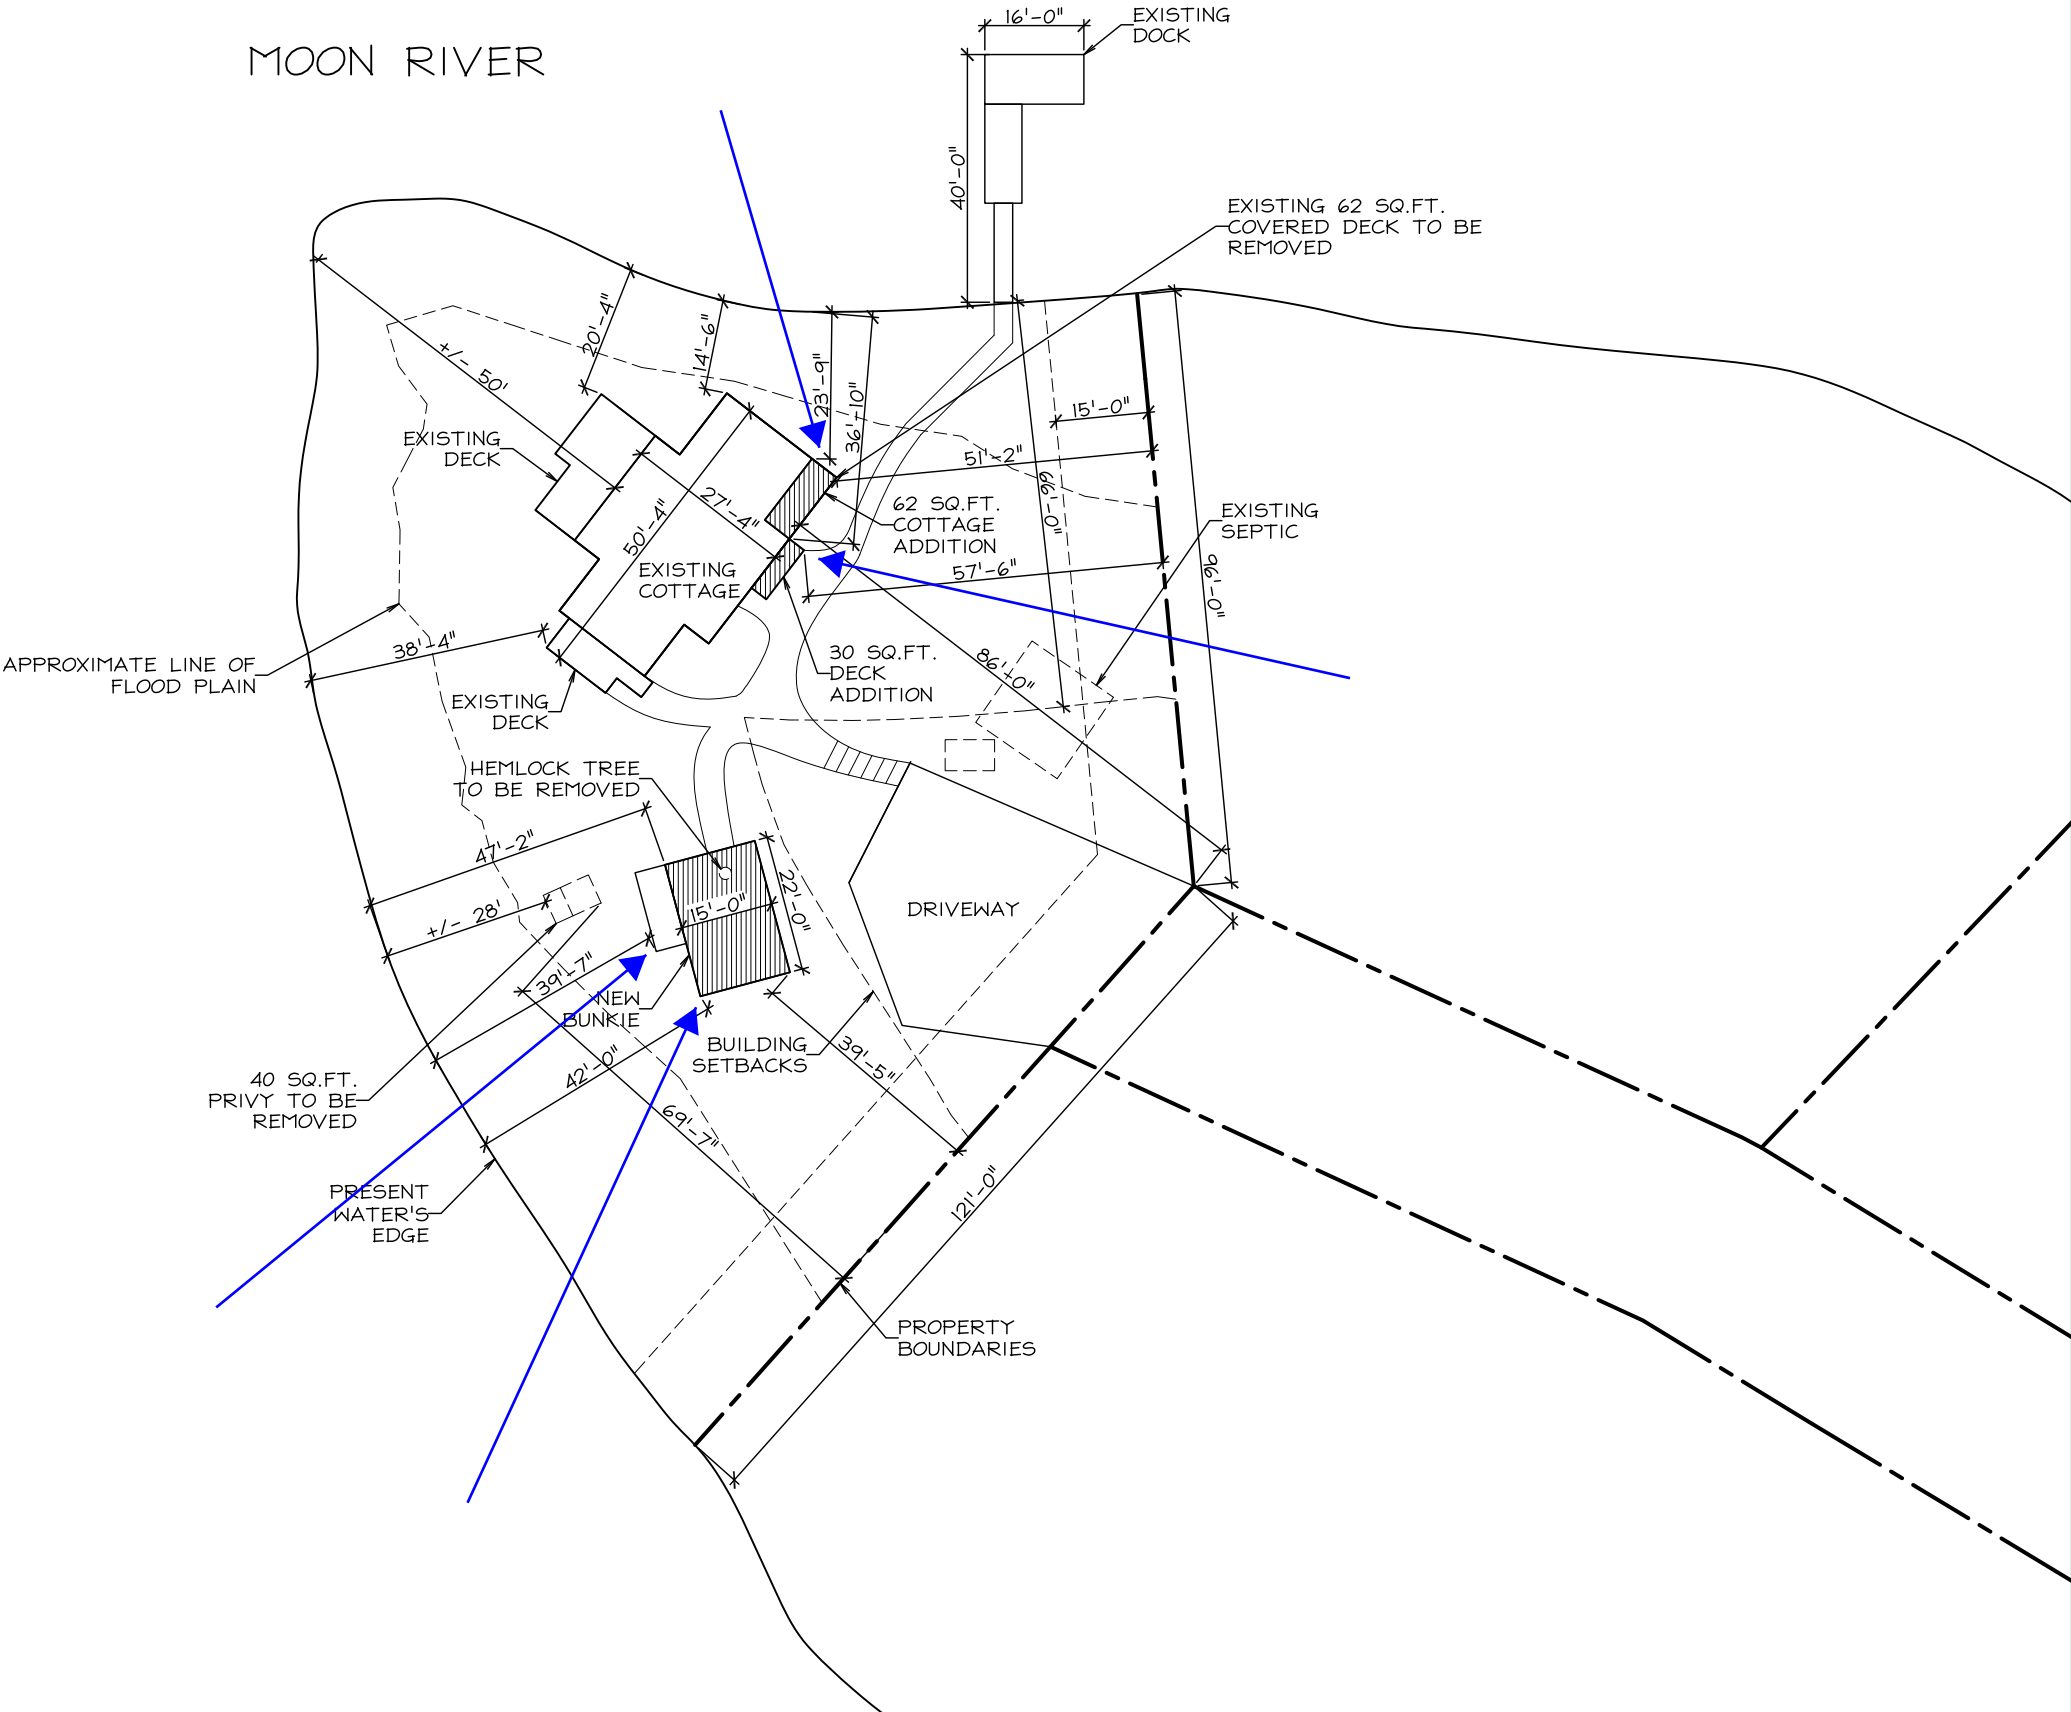 MOON RIVER
16'-0"
EXISTING
DOCK
40'-0"
EXISTING 62 SQ.FT.
COVERED DECK TO BE
REMOVED
20'-4"
14'-6"
+/- 50'
23'-9"
36'-10"
15'-0"
51'-2"
EXISTING
DECK
27'-4"
50'-4"
66'-0"
62 SQ.FT.
COTTAGE
ADDITION
EXISTING
SEPTIC
EXISTING
COTTAGE
57'-6"
96'-0"
APPROXIMATE LINE OF
FLOOD PLAIN
38'-4"
30 SQ.FT.
DECK
ADDITION
86'-0"
EXISTING
DECK
HEMLOCK TREE
TO BE REMOVED
47'-2"
22'-0"
15'-0"
DRIVEWAY
+/- 28'
39'-7"
NEW
BUNKIE
BUILDING
SETBACKS
39'-5"
42'-0"
40 SQ.FT.
PRIVY TO BE
REMOVED
69'-7"
PRESENT
WATER'S
EDGE
121'-0"
PROPERTY
BOUNDARIES